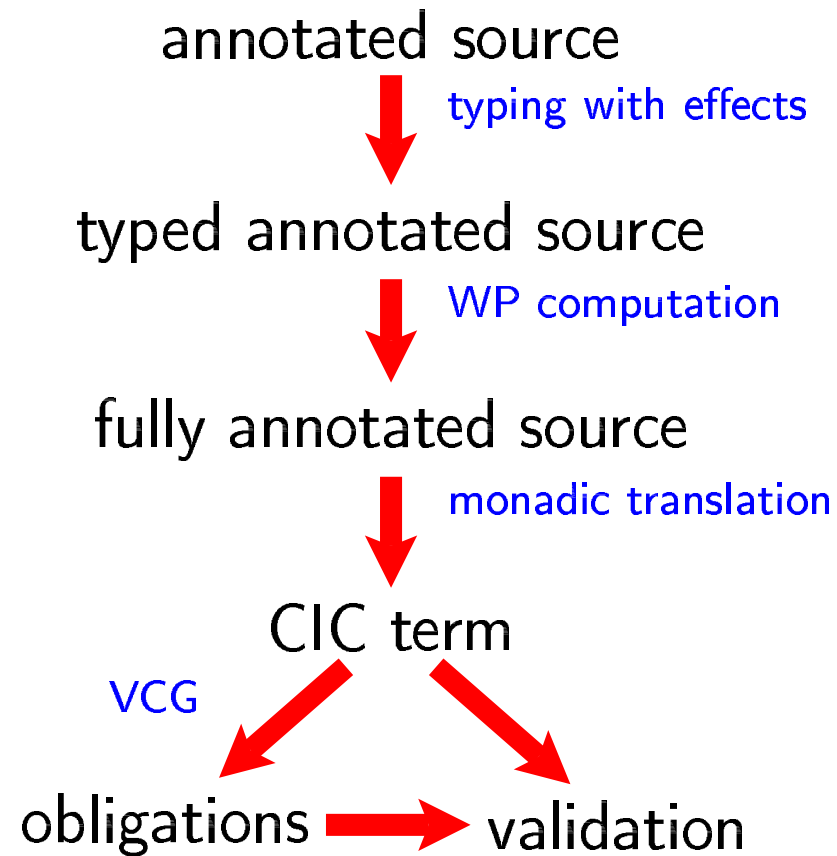 annotated source
typing with effects
typed annotated source
WP computation
fully annotated source
monadic translation
CIC term
VCG
obligations
validation